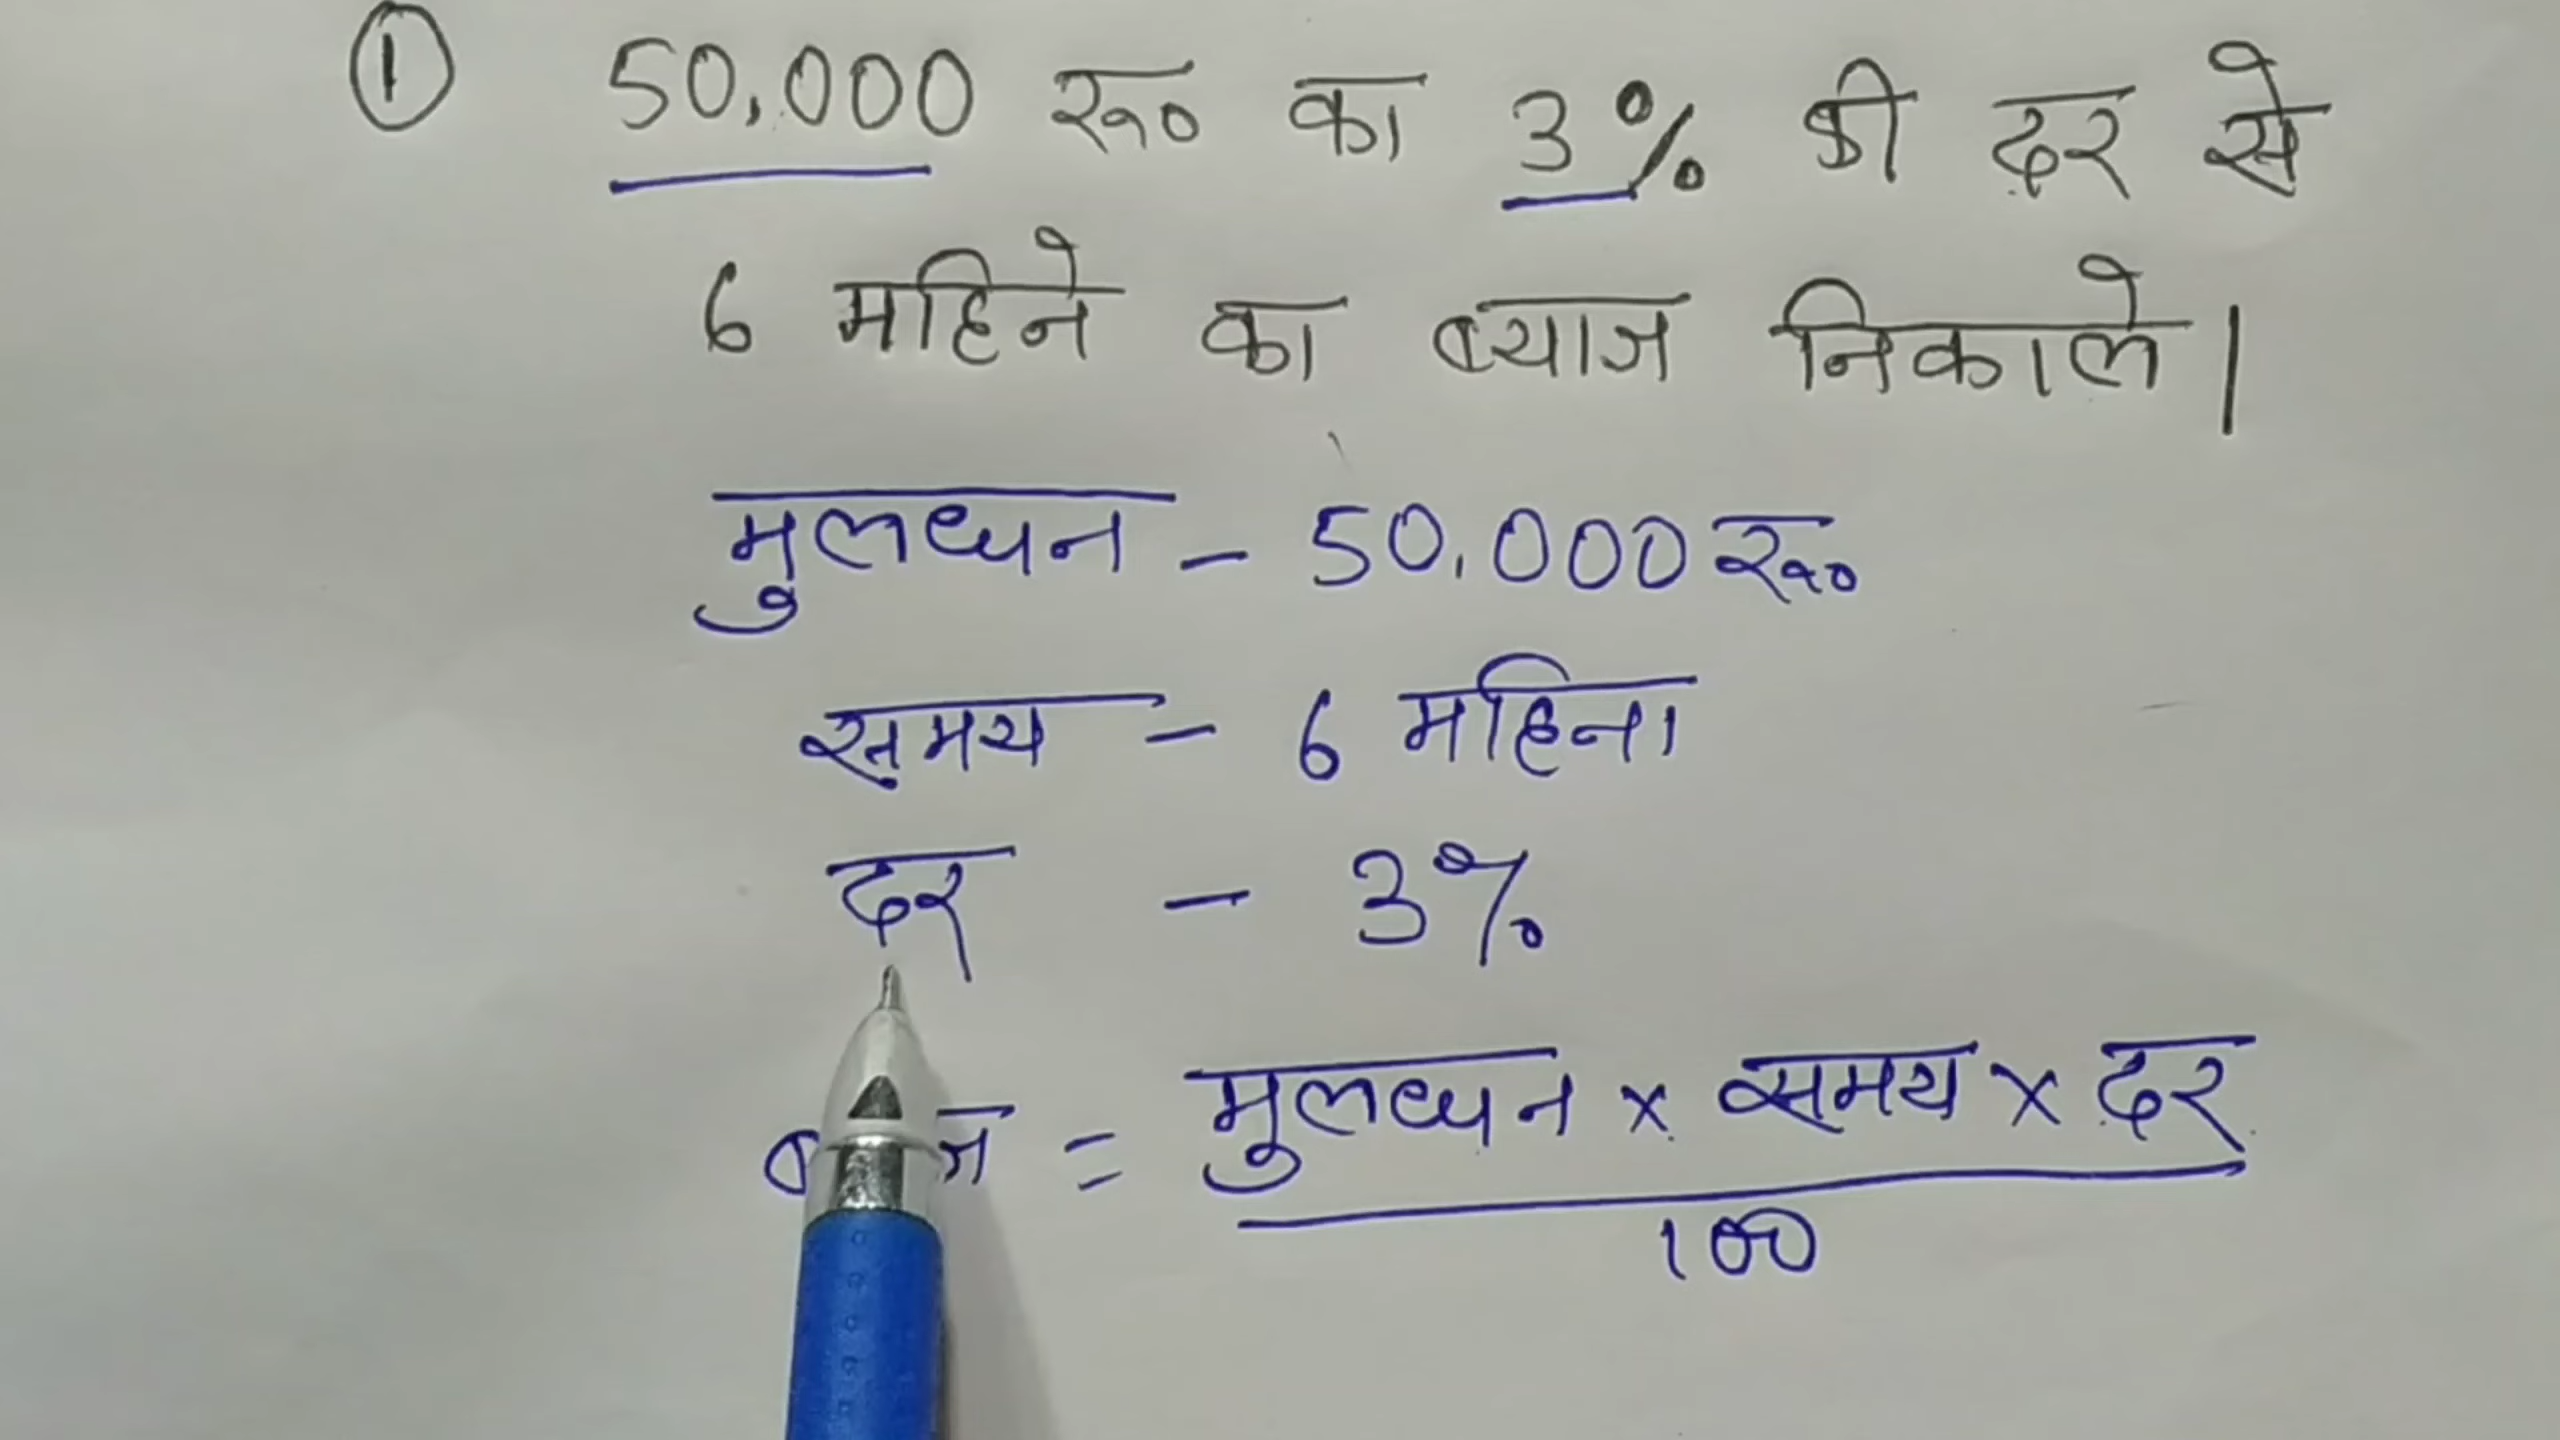 ① 50,000 रू० का 3% की दर से
6 महिने का ब्याज निकाले।
मुलधन - 50,000 रू०
समय - 6 महिना
दर - 3%
= मुलधन × समय × दर
100